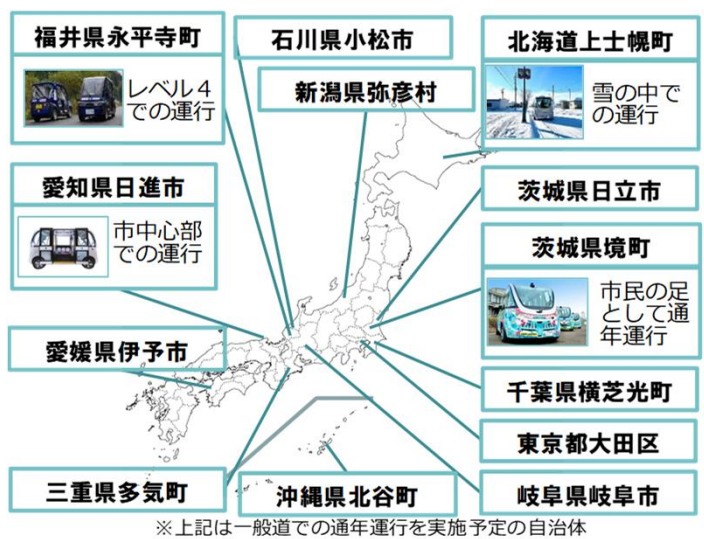 福井県永平寺町
レベル４
での運行
石川県小松市
新潟県弥彦村
北海道上士幌町
雪の中で
の運行
愛知県日進市
市中心部
での運行
茨城県日立市
茨城県境町
市民の足
として通
年運行
愛媛県伊予市
千葉県横芝光町
東京都大田区
三重県多気町
沖縄県北谷町
岐阜県岐阜市
※上記は一般道での通年運行を実施予定の自治体